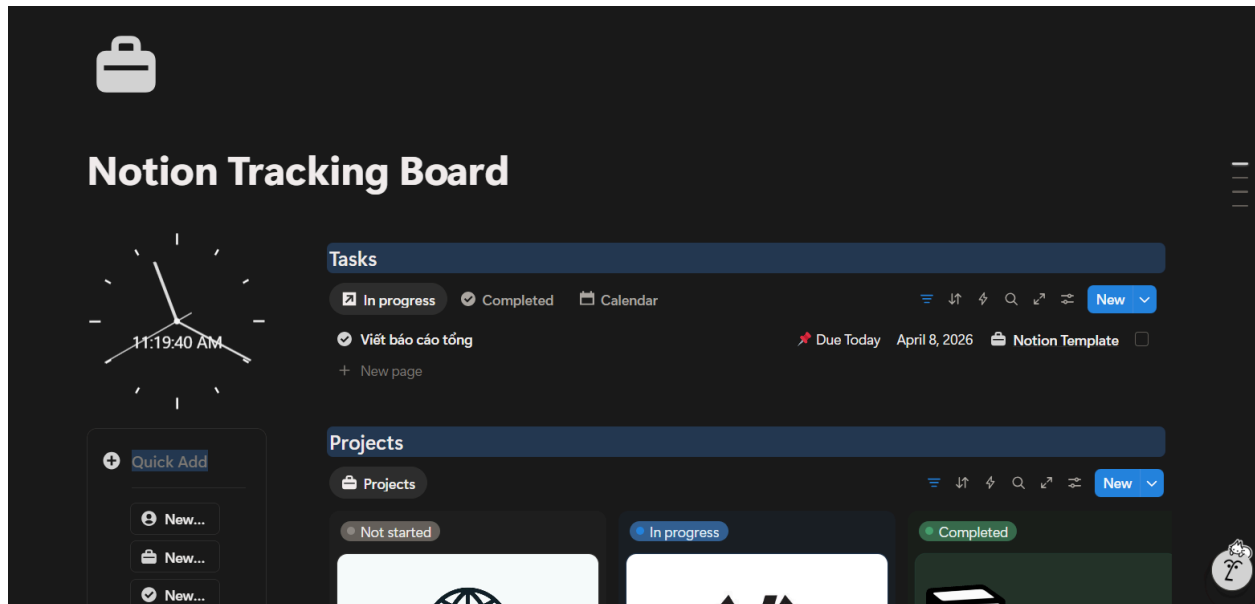 Notion Tracking Board
11:19:40 AM
Quick Add
New...
New...
New...
Tasks
In progress Completed Calendar New
Viết báo cáo tổng Due Today April 8, 2026 Notion Template
+ New page
Projects
Projects New
Not started In progress Completed